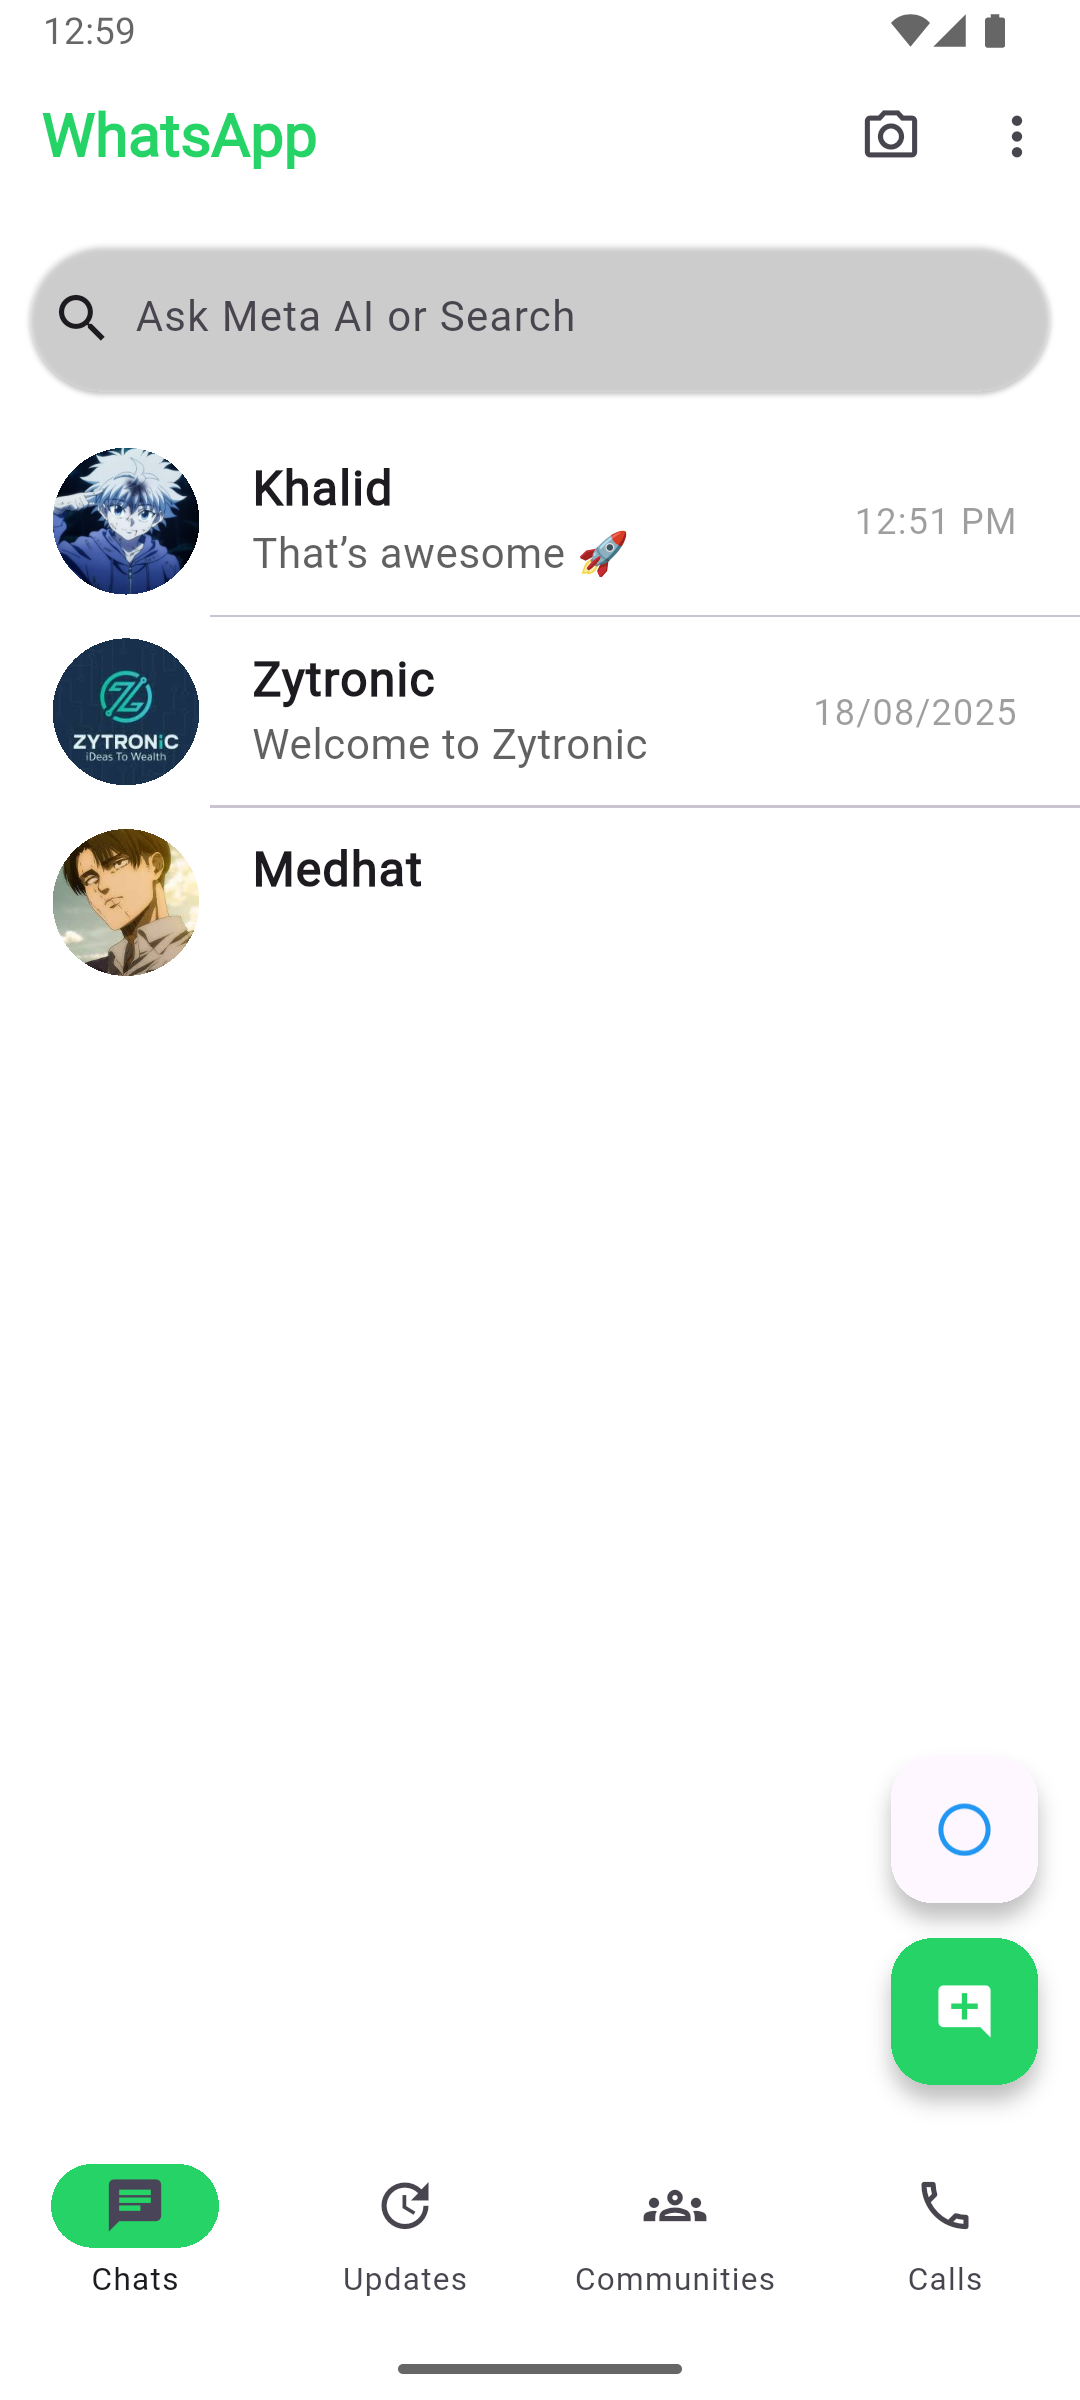 12:59
WhatsApp
Ask Meta AI or Search
Khalid
That’s awesome 🚀
12:51 PM
ZYTRONiC
iDeas To Wealth
Zytronic
Welcome to Zytronic
18/08/2025
Medhat
Chats
Updates
Communities
Calls